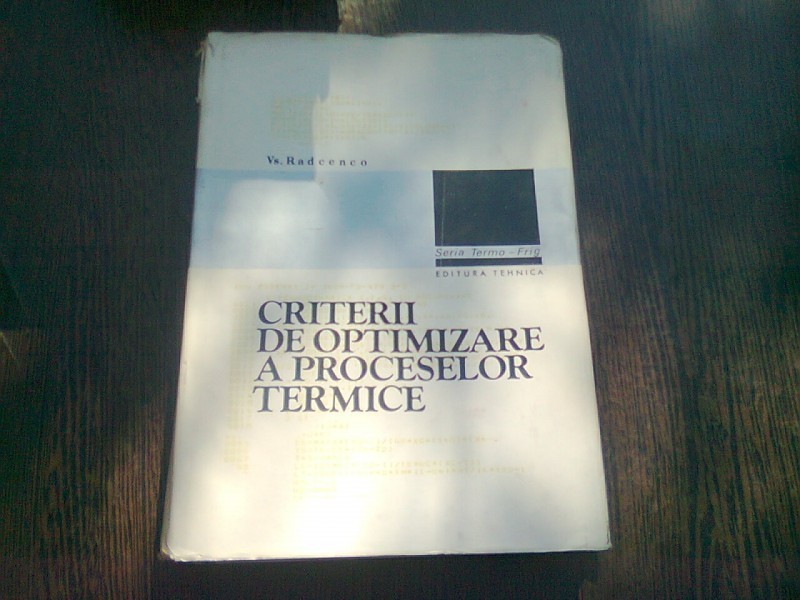 Vs. Radcenco
Seria Termo-Frig
EDITURA TEHNICA
CRITERII
DE OPTIMIZARE
A PROCESELOR
TERMICE